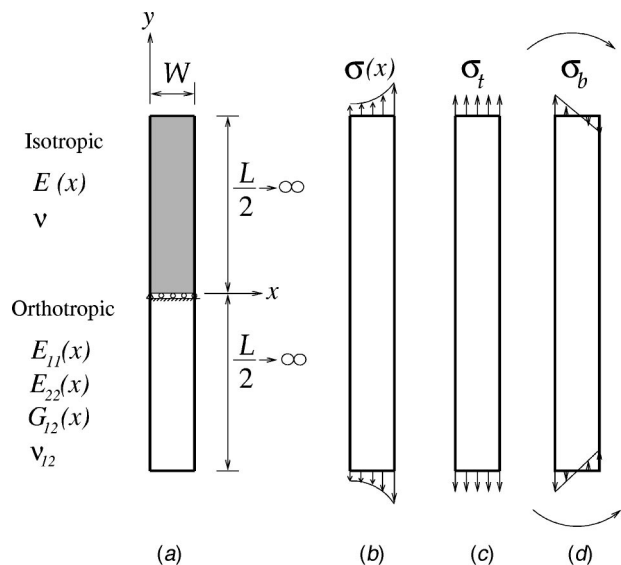 y
W
σ(x)
σt
σb
Isotropic
E (x)
ν
L/2→∞
x
Orthotropic
E11(x)
E22(x)
G12(x)
ν12
L/2→∞
(a)
(b)
(c)
(d)